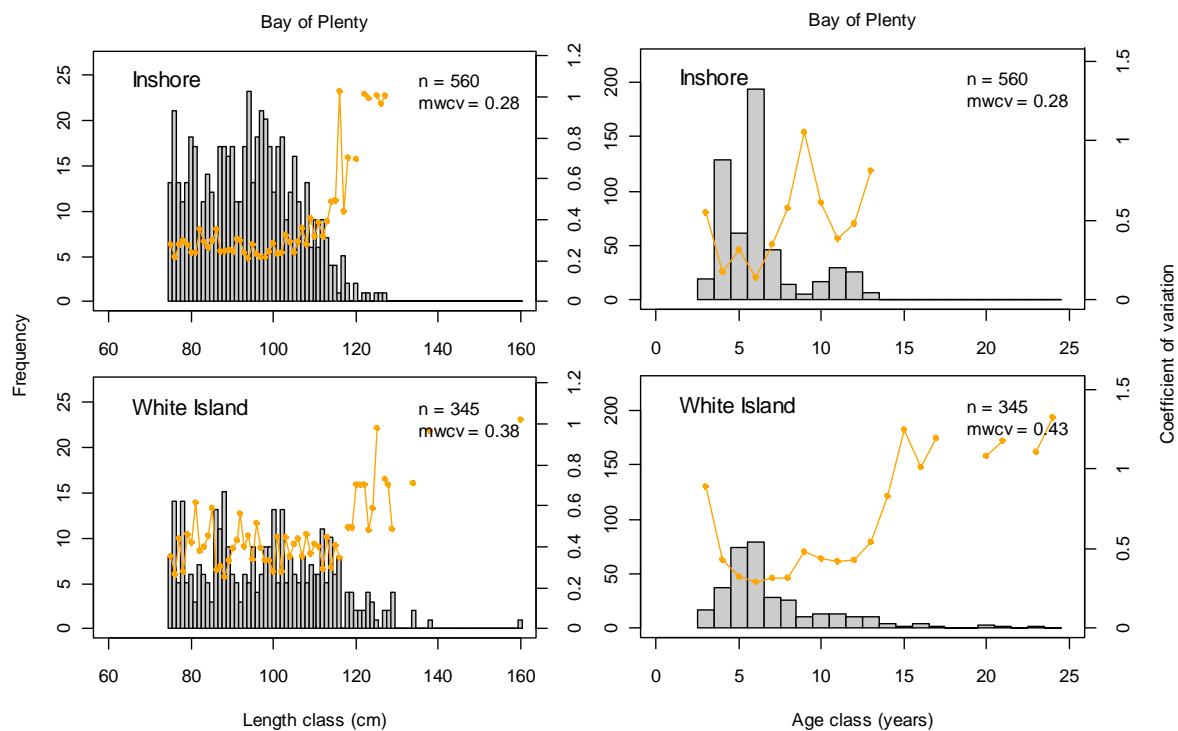 Bay of Plenty
Bay of Plenty
Inshore
n = 560
mwcv = 0.28
0 5 10 15 20 25
0 0.2 0.4 0.6 0.8 1 1.2
60 80 100 120 140 160
Inshore
n = 560
mwcv = 0.28
0 50 100 150 200
0 0.5 1 1.5
0 5 10 15 20 25
Frequency
Coefficient of variation
White Island
n = 345
mwcv = 0.38
0 5 10 15 20 25
0 0.2 0.4 0.6 0.8 1 1.2
60 80 100 120 140 160
White Island
n = 345
mwcv = 0.43
0 50 100 150 200
0 0.5 1 1.5
0 5 10 15 20 25
Length class (cm)
Age class (years)